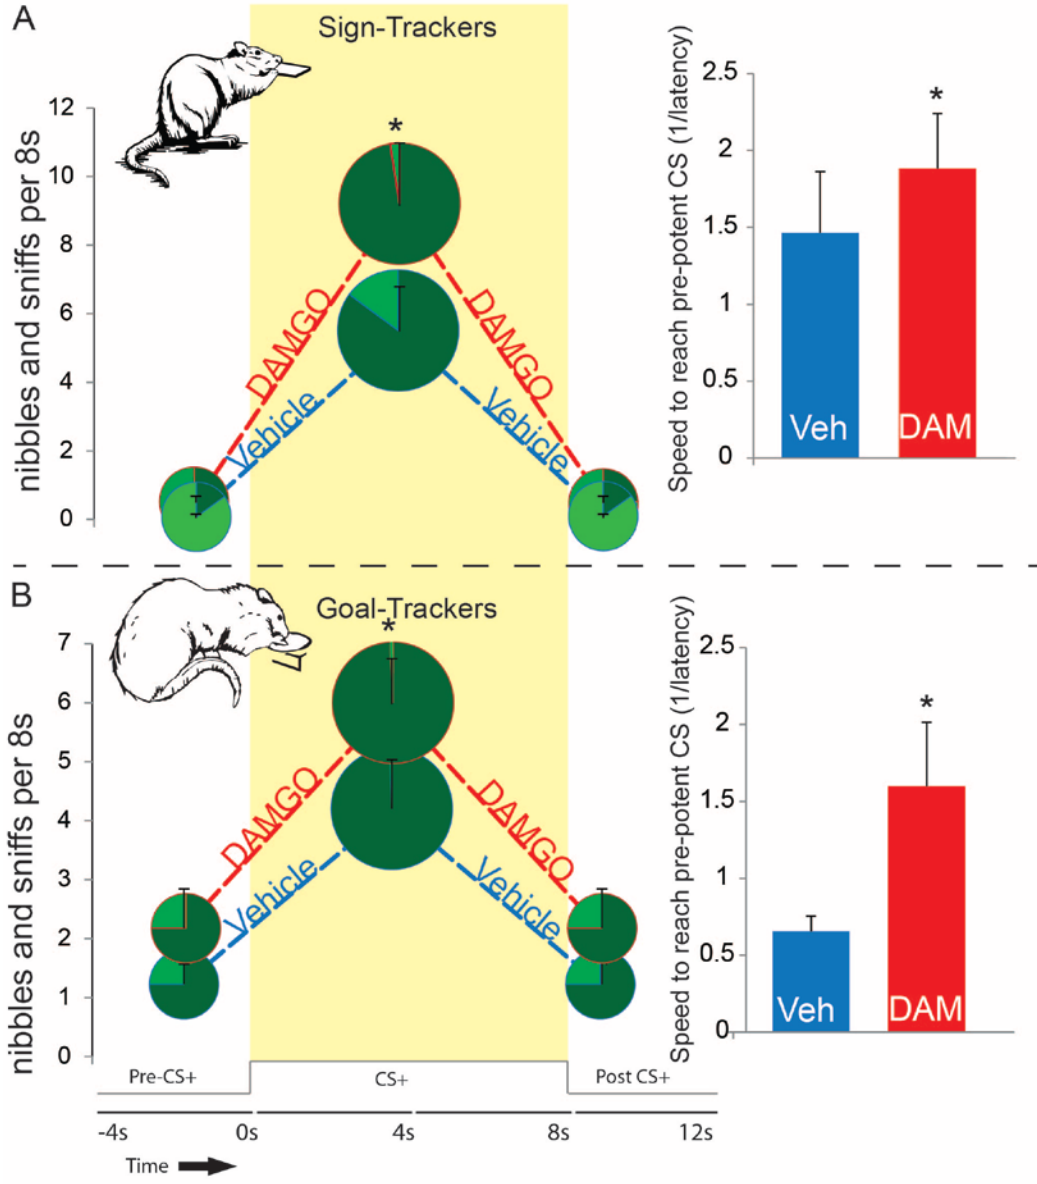 A
Sign-Trackers
nibbles and sniffs per 8s
12
10
8
6
4
2
0
*
DAMGO
DAMGO
Vehicle
Vehicle
Speed to reach pre-potent CS (1/latency)
2.5
2
1.5
1
0.5
0
*
Veh
DAM
B
Goal-Trackers
nibbles and sniffs per 8s
7
6
5
4
3
2
1
0
*
DAMGO
DAMGO
Vehicle
Vehicle
Speed to reach pre-potent CS (1/latency)
2.5
2
1.5
1
0.5
0
*
Veh
DAM
Pre-CS+
CS+
Post CS+
-4s
0s
4s
8s
12s
Time